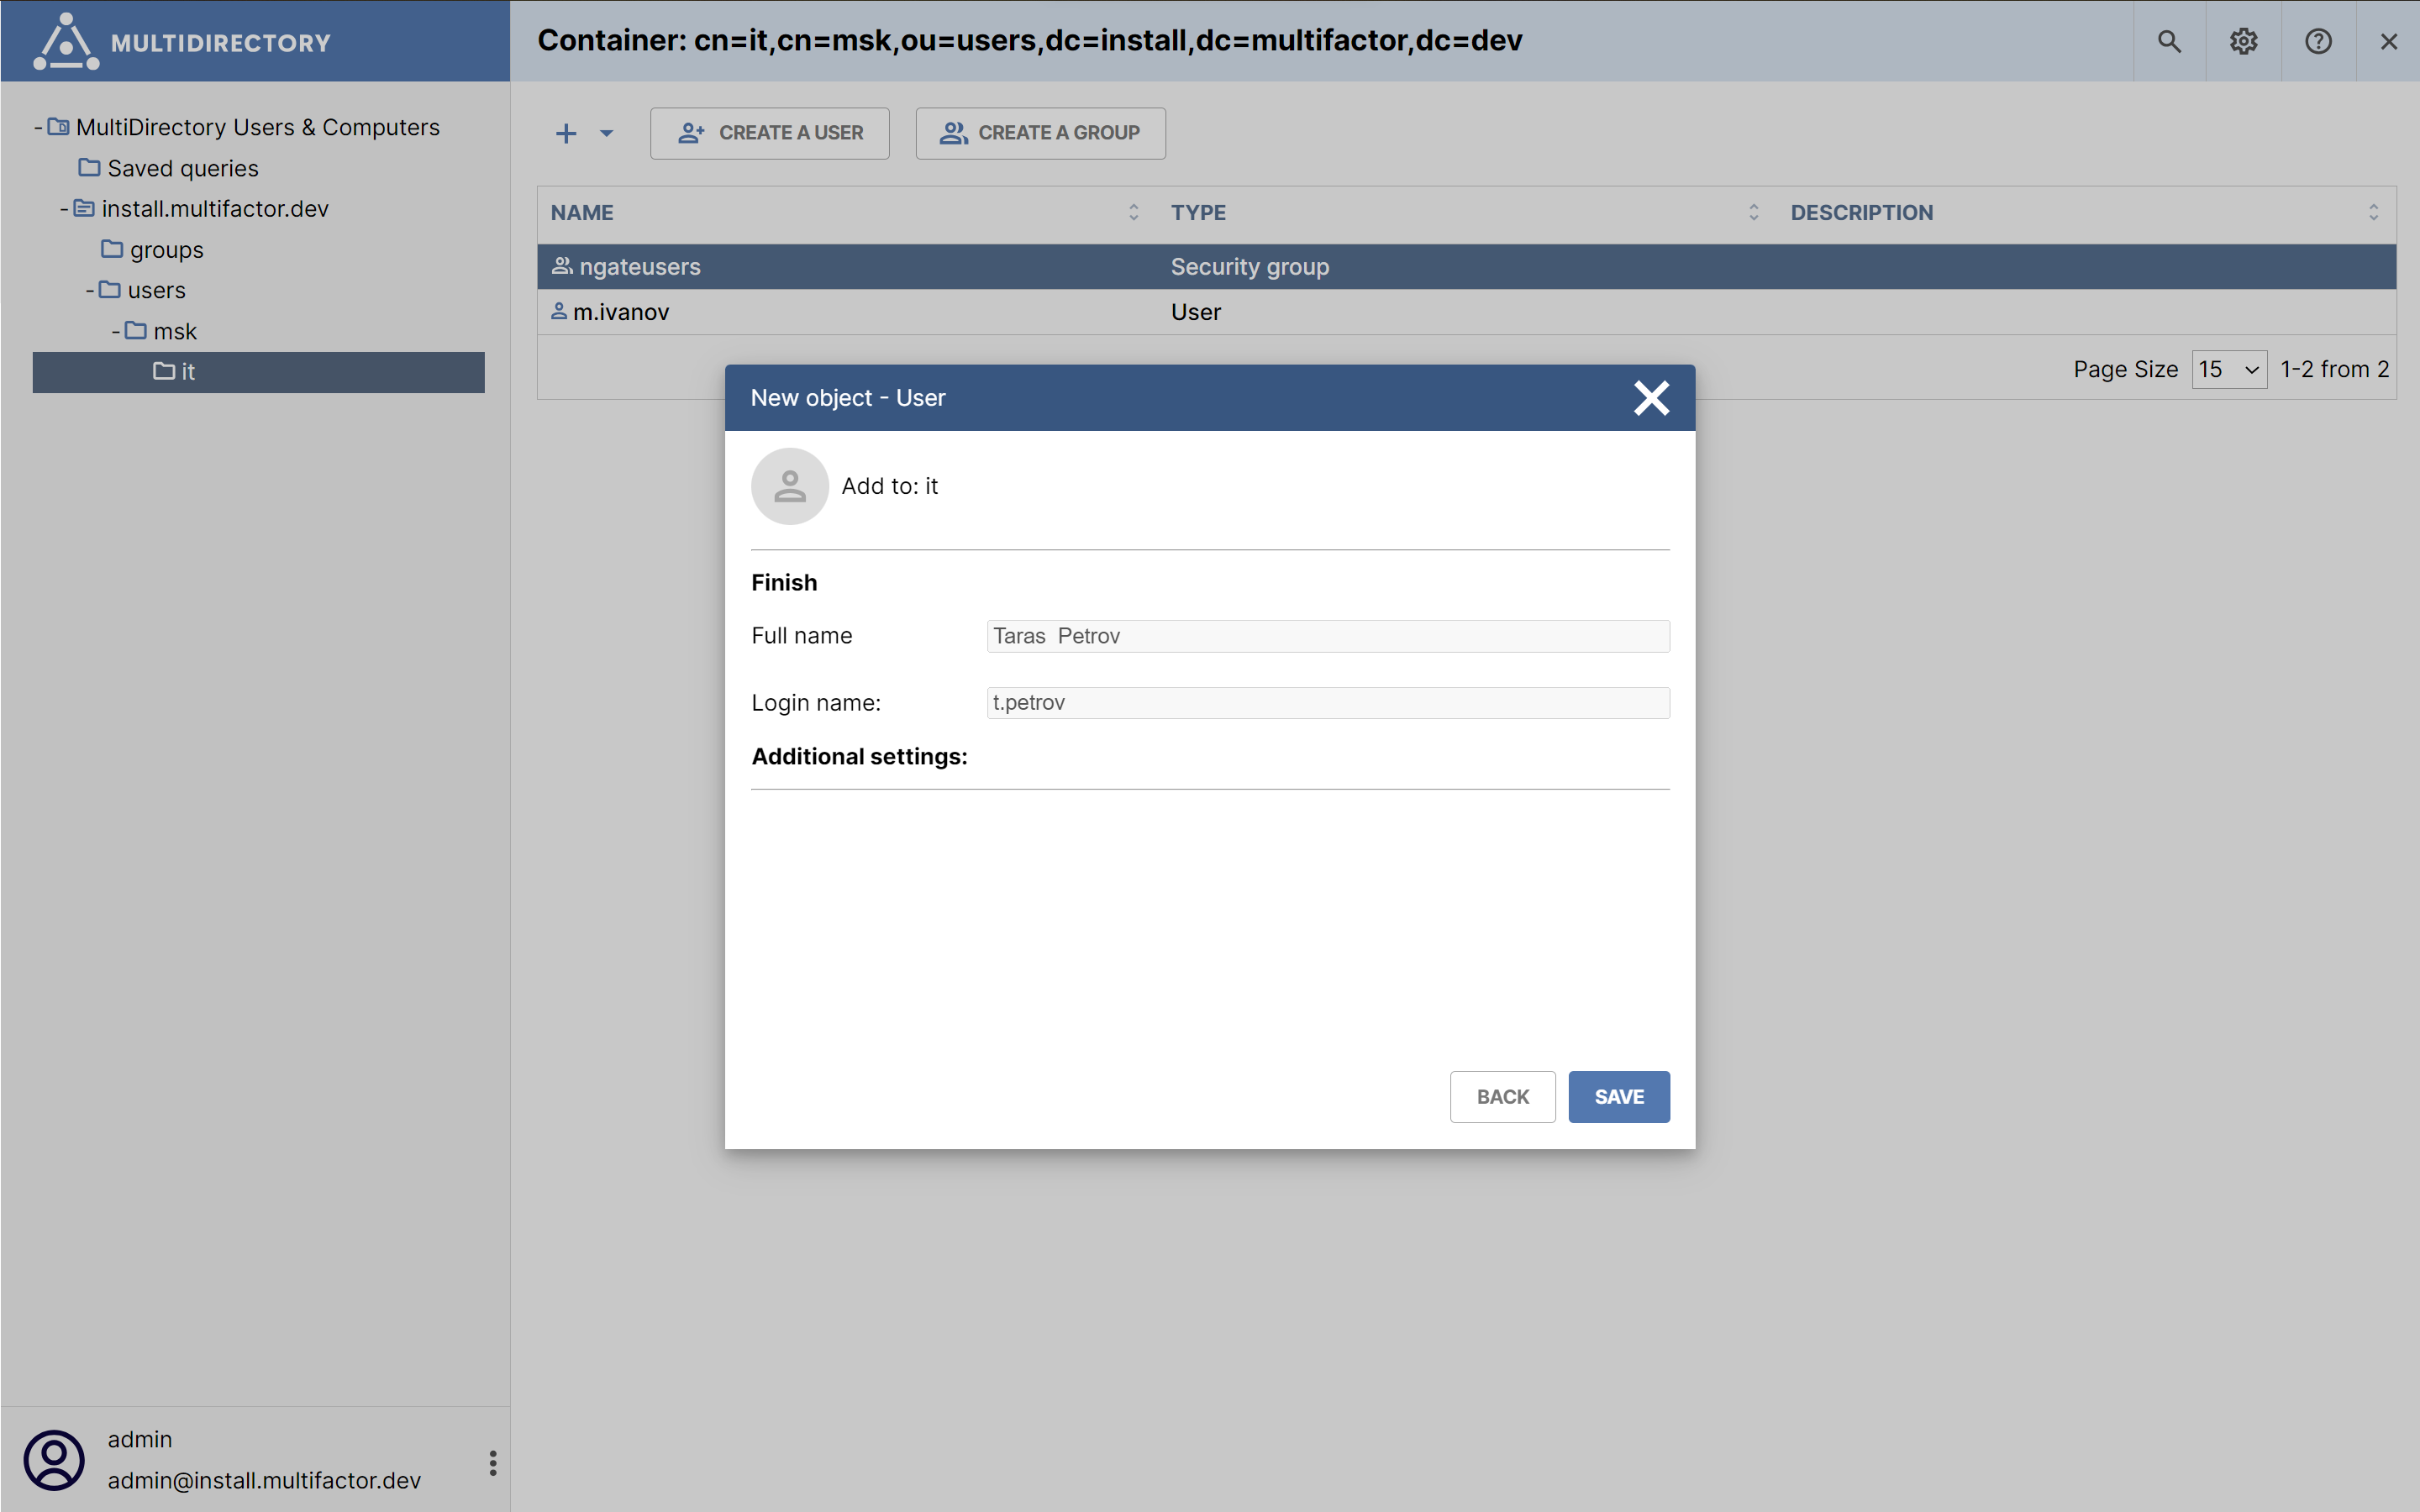 MULTIDIRECTORY
Container: cn=it,cn=msk,ou=users,dc=install,dc=multifactor,dc=dev
- MultiDirectory Users & Computers
Saved queries
- install.multifactor.dev
groups
- users
- msk
it
CREATE A USER
CREATE A GROUP
NAME TYPE DESCRIPTION
ngateusers Security group
m.ivanov User
Page Size 15 1-2 from 2
New object - User
Add to: it
Finish
Full name Taras  Petrov
Login name: t.petrov
Additional settings:
BACK SAVE
admin
admin@install.multifactor.dev